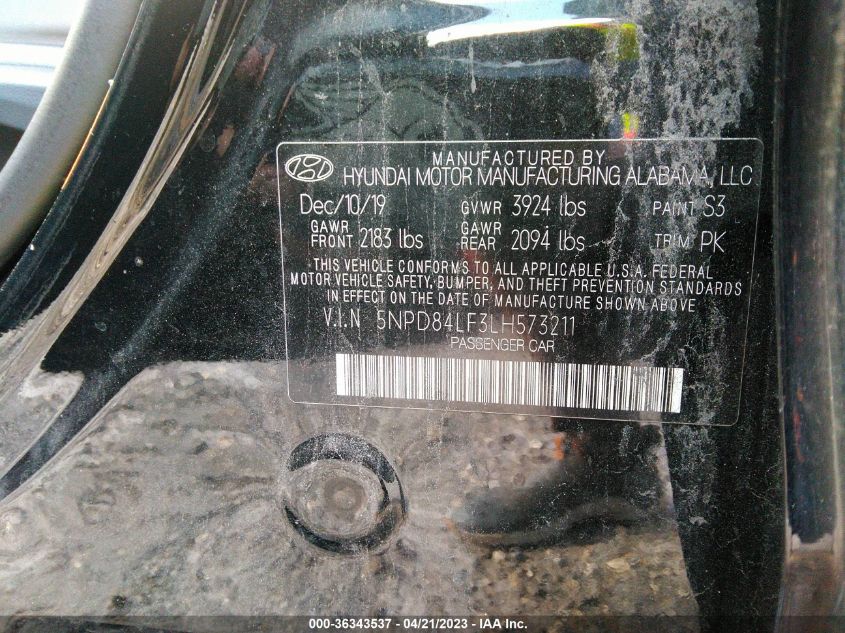 MANUFACTURED BY
HYUNDAI MOTOR MANUFACTURING ALABAMA, LLC
Dec/10/19 GVWR 3924 lbs PAINT S3
GAWR FRONT 2183 lbs GAWR REAR 2094 lbs TRIM PK
THIS VEHICLE CONFORMS TO ALL APPLICABLE U.S.A. FEDERAL
MOTOR VEHICLE SAFETY, BUMPER, AND THEFT PREVENTION STANDARDS
IN EFFECT ON THE DATE OF MANUFACTURE SHOWN ABOVE
V.I.N 5NPD84LF3LH573211
PASSENGER CAR
000-36343537 - 04/21/2023 - IAA Inc.